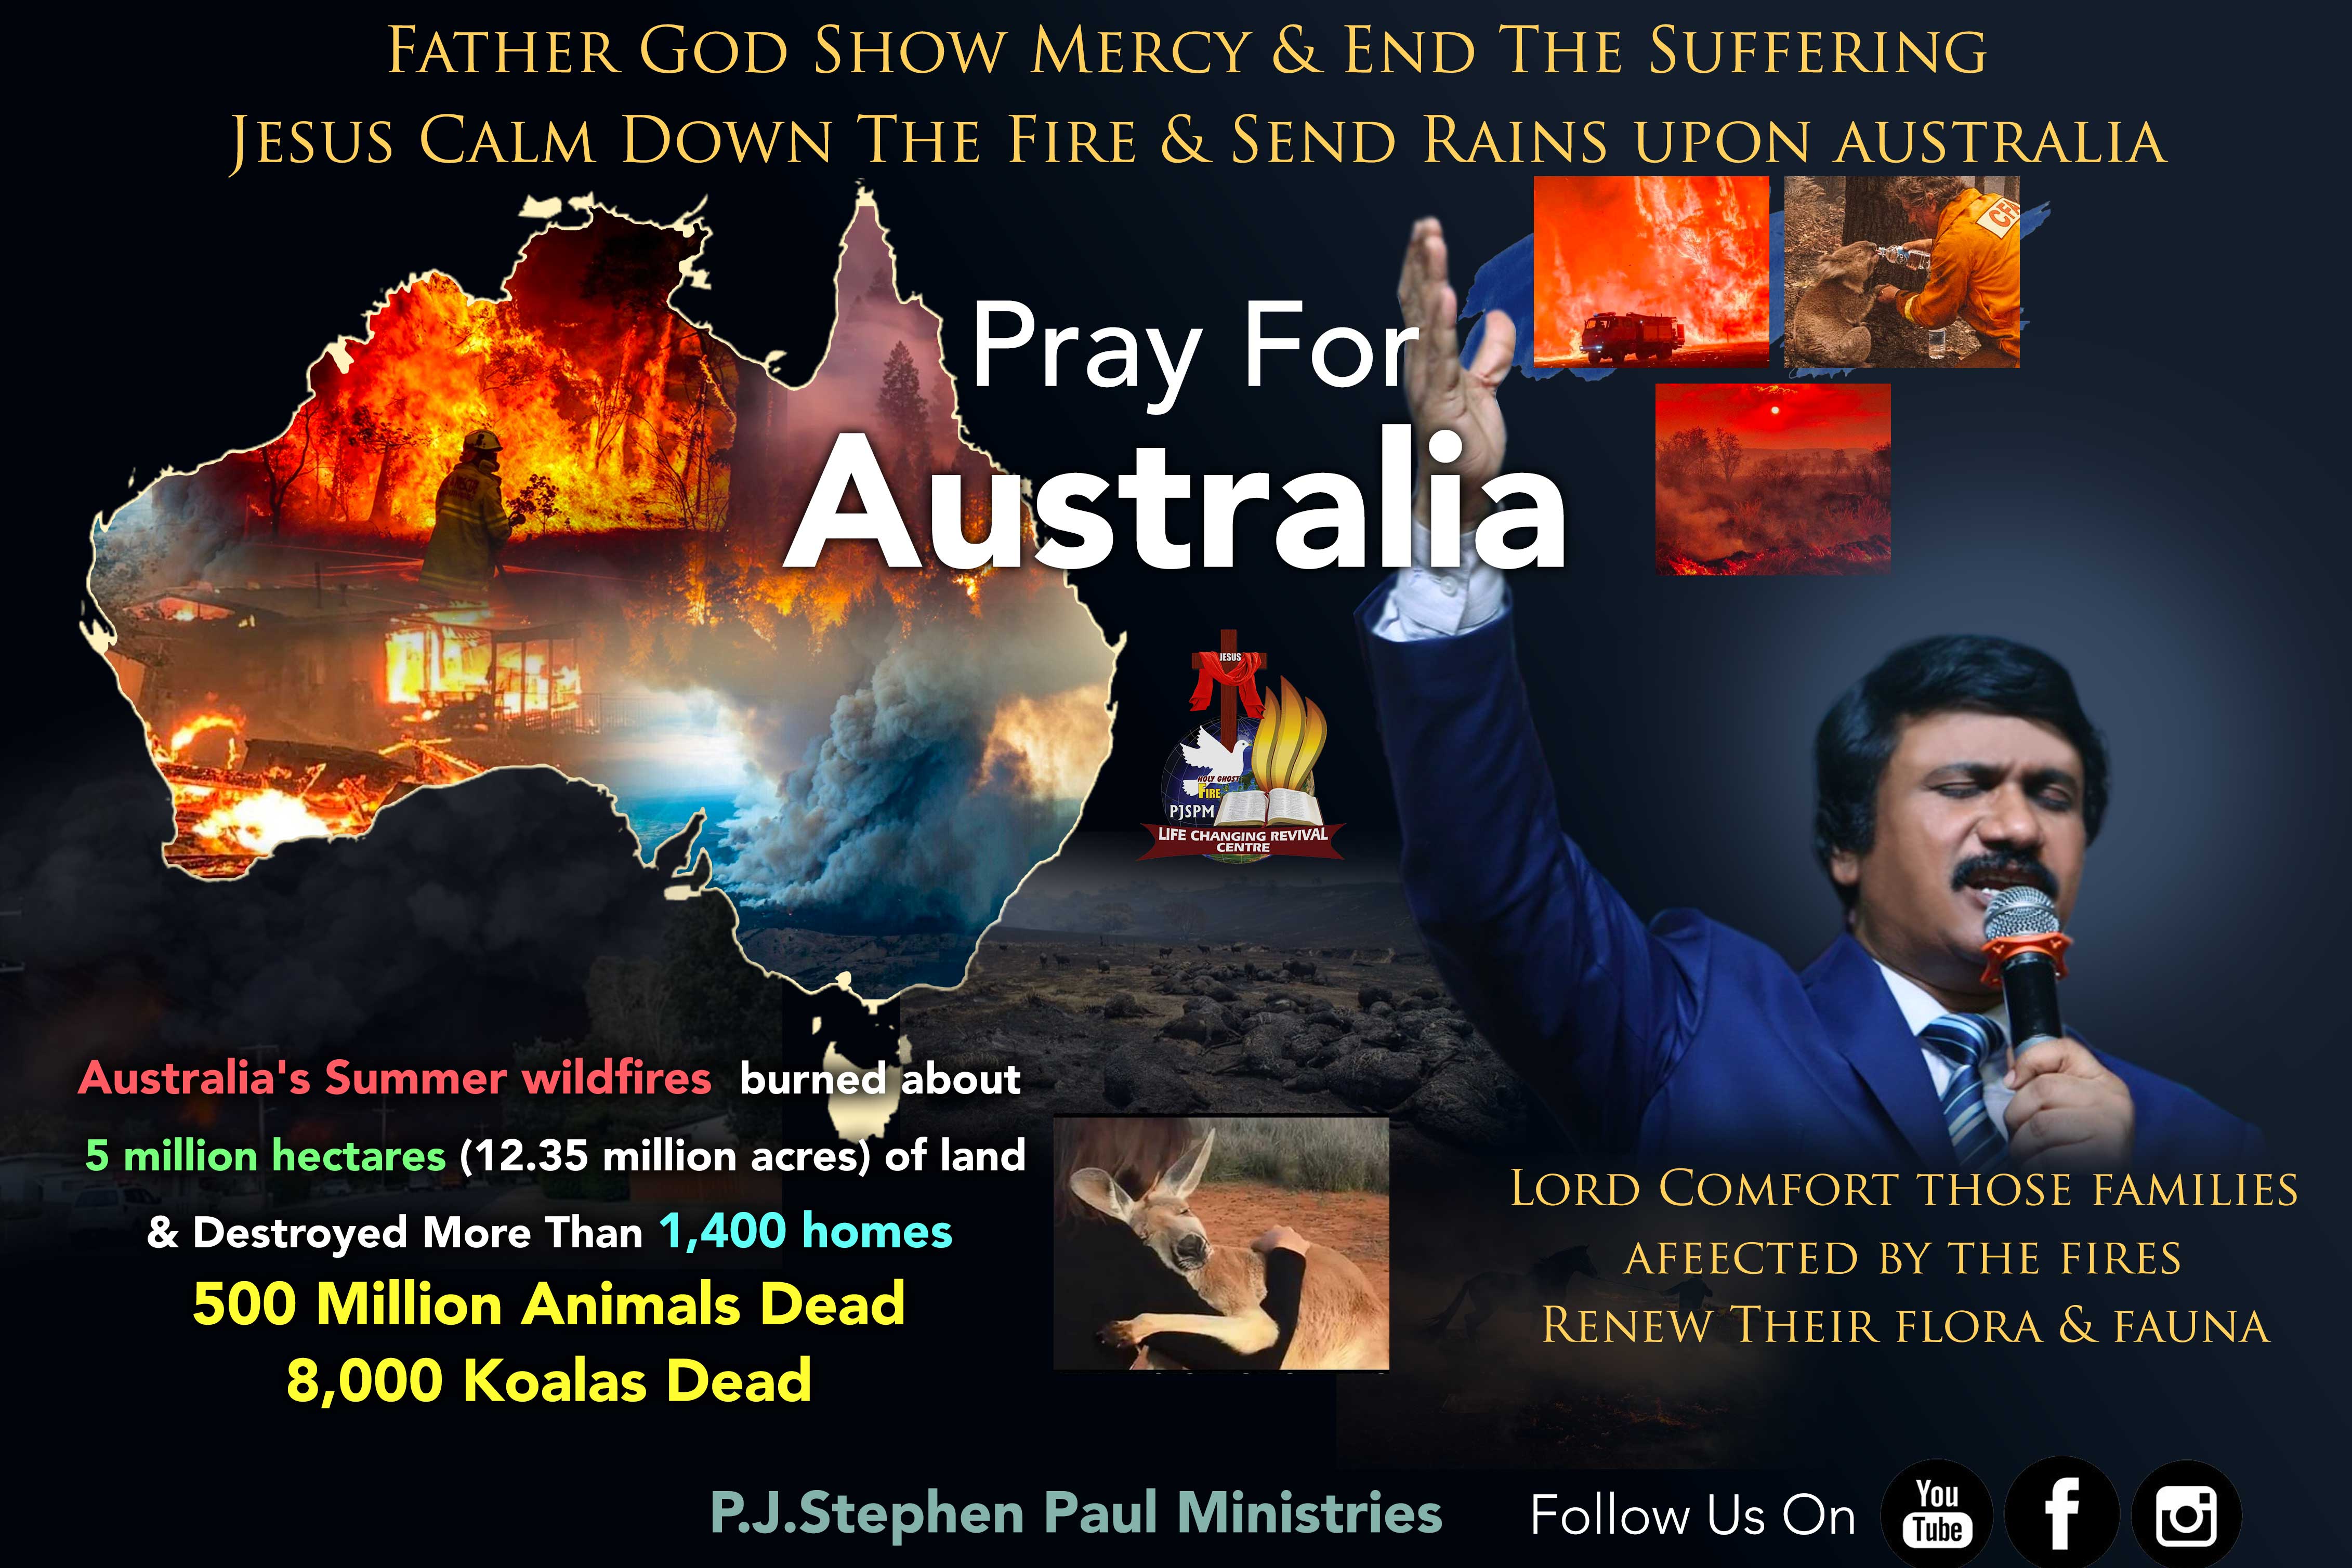 Father God Show Mercy & End The Suffering
Jesus Calm Down The Fire & Send Rains upon australia
CFA
Pray For
Australia
JESUS
HOLY GHOST
FIRE
PJSPM
LIFE CHANGING REVIVAL
CENTRE
Australia's Summer wildfires burned about
5 million hectares (12.35 million acres) of land
& Destroyed More Than 1,400 homes
500 Million Animals Dead
8,000 Koalas Dead
Lord Comfort those families
afeected by the fires
Renew Their flora & fauna
P.J.Stephen Paul Ministries
Follow Us On
You
Tube
f